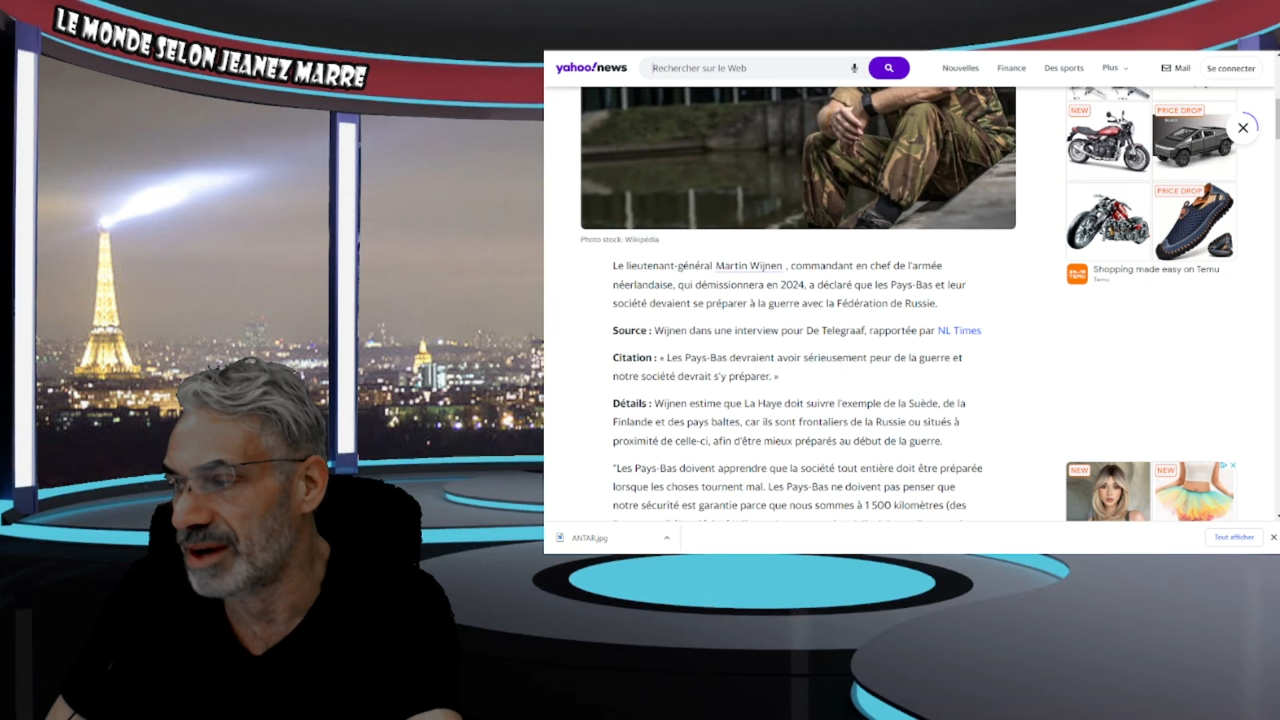 LE MONDE SELON JEANEZ MARRE
yahoo!news
Rechercher sur le Web
Nouvelles
Finance
Des sports
Plus
Mail
Se connecter
NEW
PRICE DROP
BLACK
PRICE DROP
Shopping made easy on Temu
Temu
Photo stock: Wikipédia
Le lieutenant-général Martin Wijnen , commandant en chef de l'armée
néerlandaise, qui démissionnera en 2024, a déclaré que les Pays-Bas et leur
société devaient se préparer à la guerre avec la Fédération de Russie.
Source : Wijnen dans une interview pour De Telegraaf, rapportée par NL Times
Citation : « Les Pays-Bas devraient avoir sérieusement peur de la guerre et
notre société devrait s'y préparer. »
Détails : Wijnen estime que La Haye doit suivre l'exemple de la Suède, de la
Finlande et des pays baltes, car ils sont frontaliers de la Russie ou situés à
proximité de celle-ci, afin d'être mieux préparés au début de la guerre.
"Les Pays-Bas doivent apprendre que la société tout entière doit être préparée
lorsque les choses tournent mal. Les Pays-Bas ne doivent pas penser que
notre sécurité est garantie parce que nous sommes à 1 500 kilomètres (des
NEW
NEW
ANTAR.jpg
Tout afficher